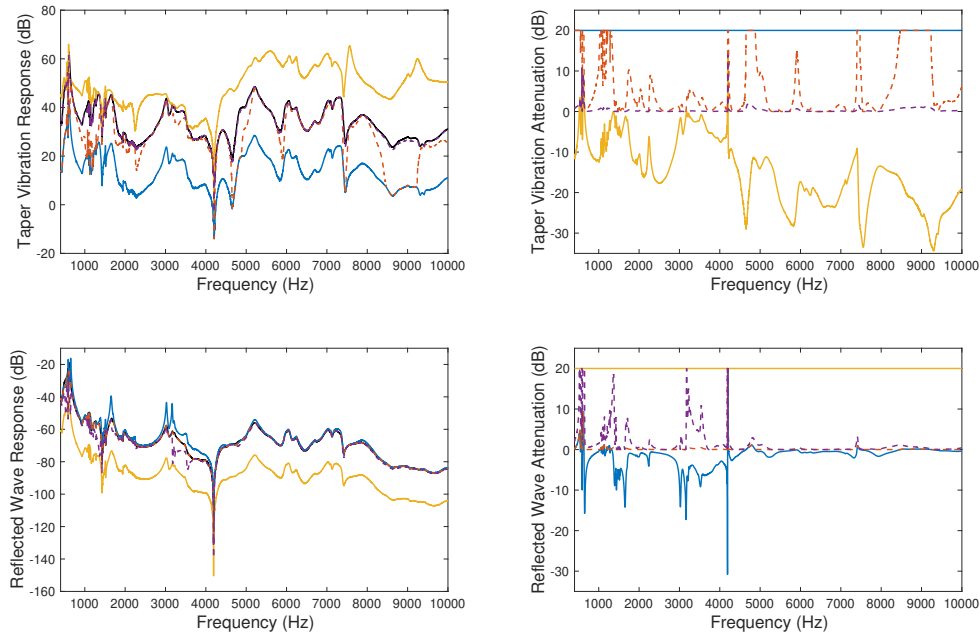 Taper Vibration Response (dB)
80
60
40
20
0
-20
1000 2000 3000 4000 5000 6000 7000 8000 9000 10000
Frequency (Hz)
Taper Vibration Attenuation (dB)
20
10
0
-10
-20
-30
1000 2000 3000 4000 5000 6000 7000 8000 9000 10000
Frequency (Hz)
Reflected Wave Response (dB)
-20
-40
-60
-80
-100
-120
-140
-160
1000 2000 3000 4000 5000 6000 7000 8000 9000 10000
Frequency (Hz)
Reflected Wave Attenuation (dB)
20
10
0
-10
-20
-30
1000 2000 3000 4000 5000 6000 7000 8000 9000 10000
Frequency (Hz)